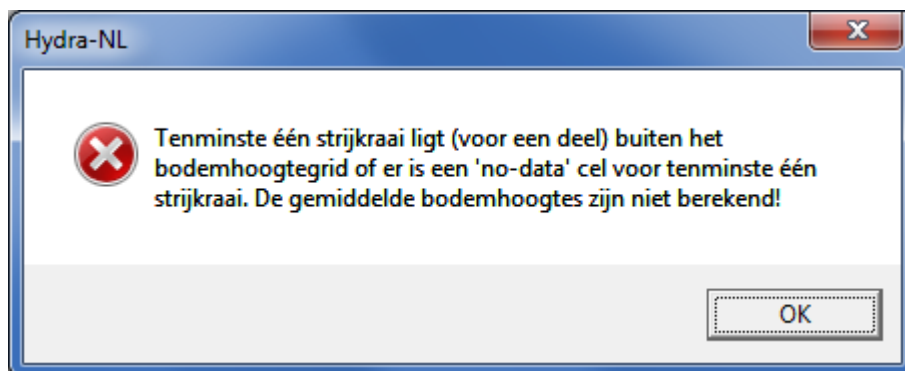 Hydra-NL
Tenminste één strijkraai ligt (voor een deel) buiten het
bodemhoogtegrid of er is een 'no-data' cel voor tenminste één
strijkraai. De gemiddelde bodemhoogtes zijn niet berekend!
OK